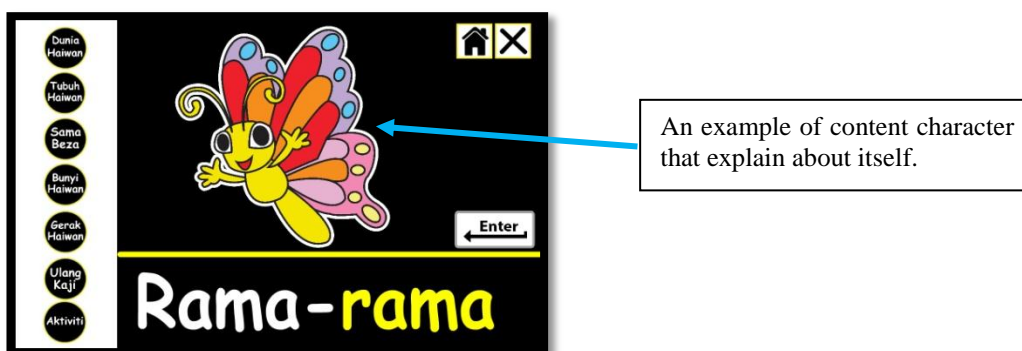 Dunia
Haiwan
Tubuh
Haiwan
Sama
Beza
Bunyi
Haiwan
Gerak
Haiwan
Ulang
Kaji
Aktiviti
Enter
Rama-rama
An example of content character
that explain about itself.